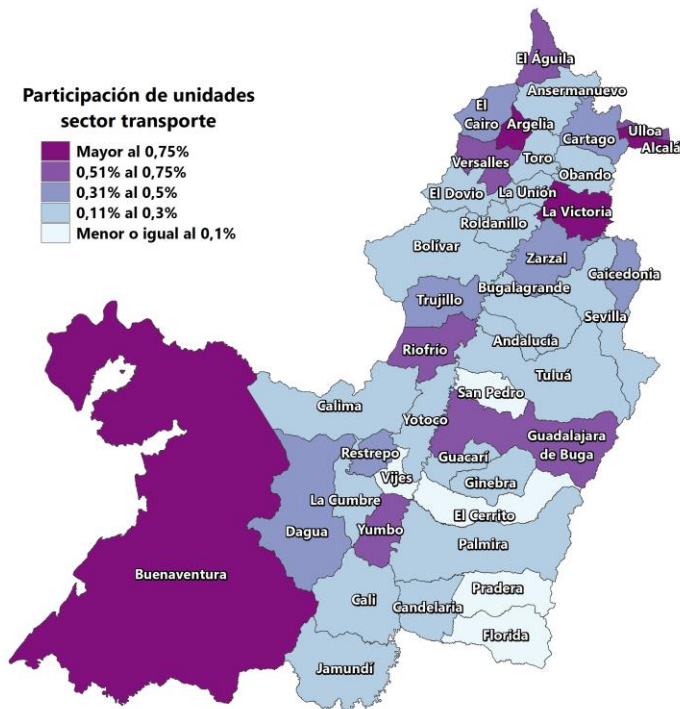 Participación de unidades
sector transporte
Mayor al 0,75%
0,51% al 0,75%
0,31% al 0,5%
0,11% al 0,3%
Menor o igual al 0,1%
El Águila
Ansermanuevo
El
Cairo
Argelia
Cartago
Ulloa
Alcalá
Versalles
Toro
Obando
El Dovio
La Unión
La Victoria
Roldanillo
Bolívar
Zarzal
Caicedonia
Bugalagrande
Trujillo
Sevilla
Andalucía
Riofrío
Tuluá
San Pedro
Calima
Yotoco
Guadalajara
de Buga
Guacarí
Restrepo
Ginebra
Vijes
La Cumbre
El Cerrito
Dagua
Yumbo
Palmira
Buenaventura
Pradera
Cali
Candelaria
Florida
Jamundí